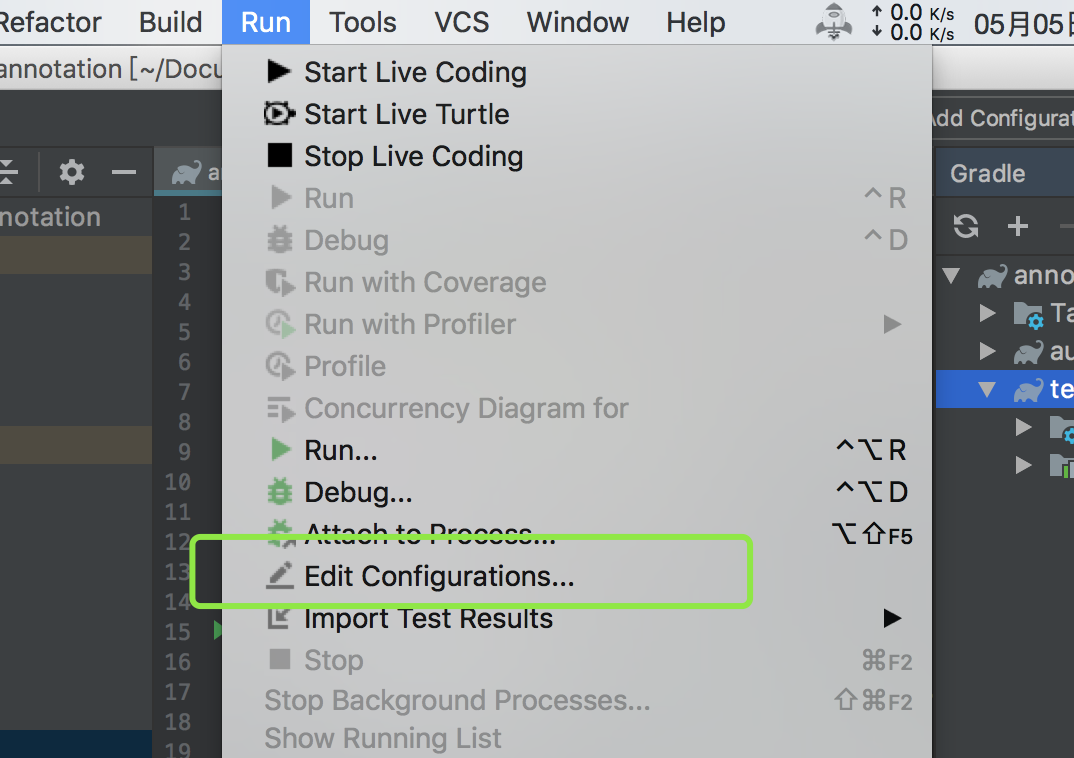 Refactor Build Run Tools VCS Window Help 0.0 K/s 0.0 K/s 05月05日
annotation [~/Docu
Start Live Coding
Add Configurat
Start Live Turtle
Stop Live Coding
Gradle
Run ^R
notation
1
2
Debug ^D
3
Run with Coverage
anno
4
Run with Profiler
Ta
5
6
Profile
au
7
Concurrency Diagram for
te
8
9
Run... ^⌥R
10
Debug... ^⌥D
11
12
Attach to Process... ⌥⇧F5
13
Edit Configurations...
14
Import Test Results
15
16
Stop ⌘F2
17
Stop Background Processes... ⇧⌘F2
18
Show Running List
19